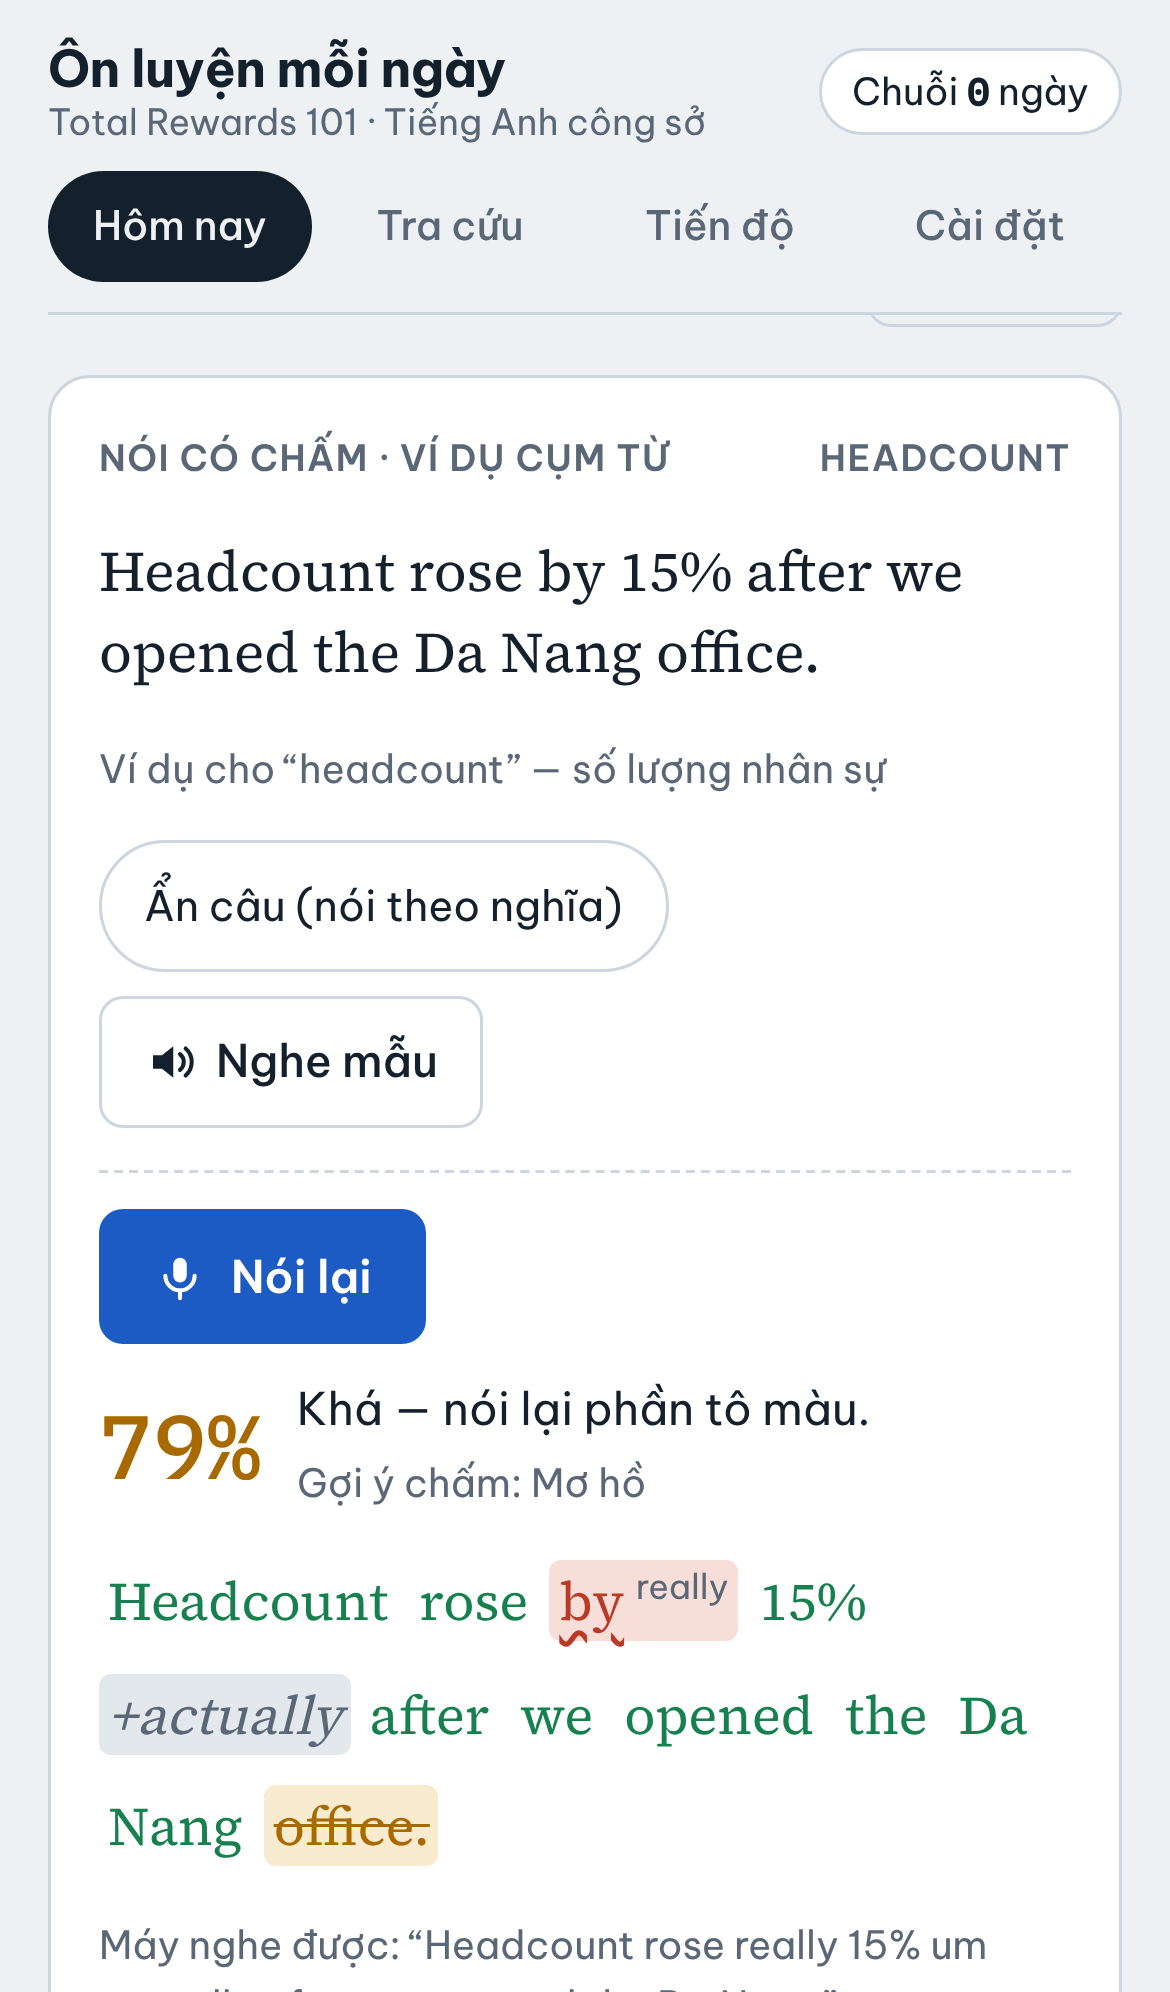 Ôn luyện mỗi ngày
Total Rewards 101 · Tiếng Anh công sở
Chuỗi 0 ngày
Hôm nay
Tra cứu
Tiến độ
Cài đặt
NÓI CÓ CHẤM · VÍ DỤ CỤM TỪ
HEADCOUNT
Headcount rose by 15% after we
opened the Da Nang office.
Ví dụ cho “headcount” — số lượng nhân sự
Ẩn câu (nói theo nghĩa)
Nghe mẫu
Nói lại
79%
Khá — nói lại phần tô màu.
Gợi ý chấm: Mơ hồ
Headcount rose by really 15%
+actually after we opened the Da
Nang office.
Máy nghe được: “Headcount rose really 15% um